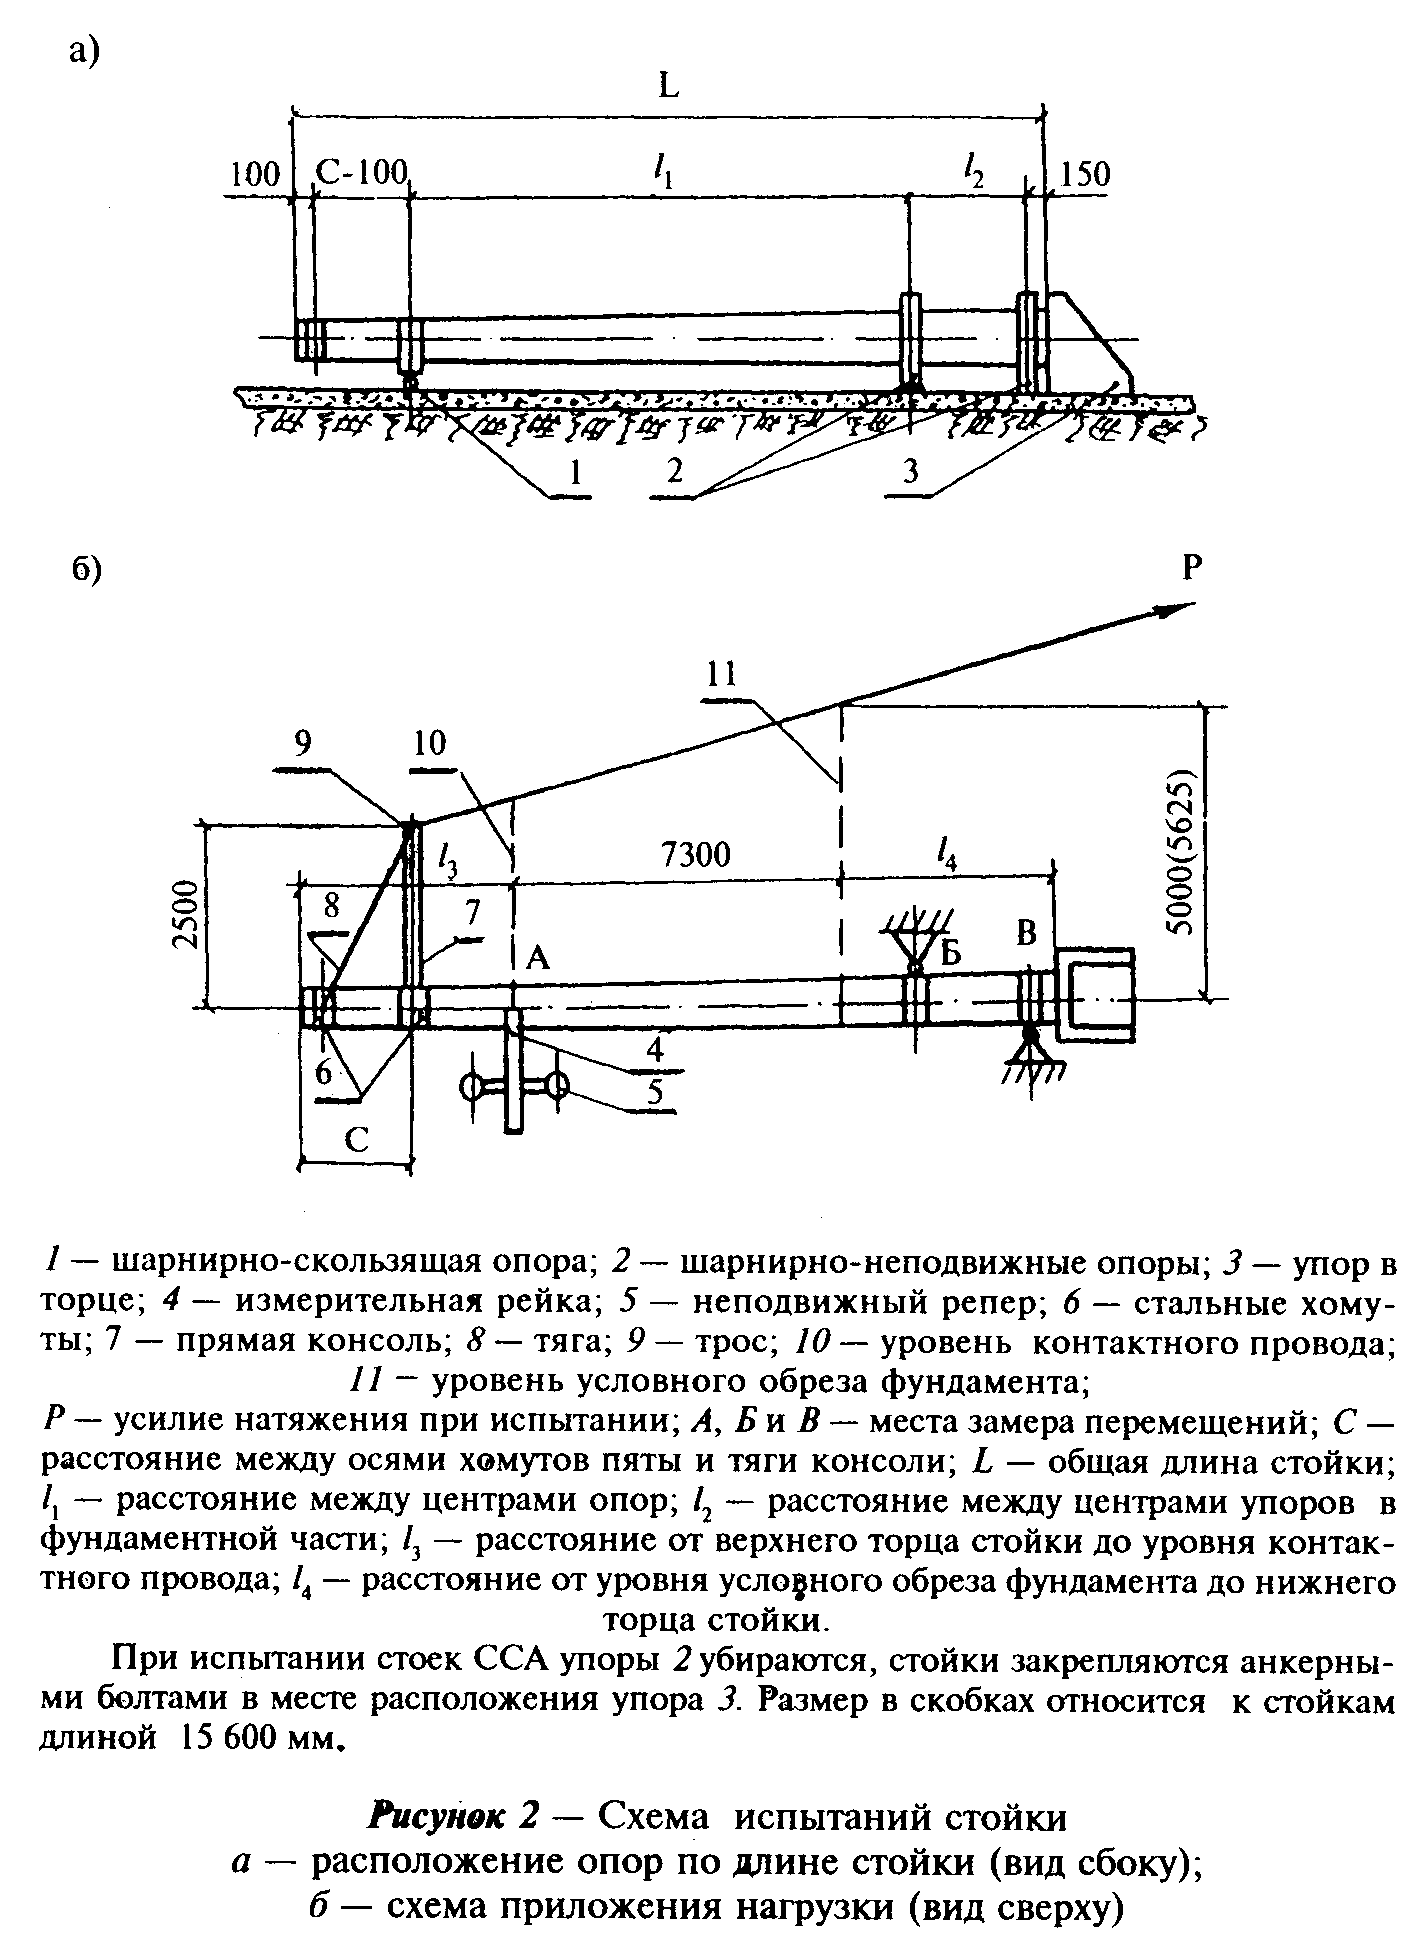 а)
L
100 С-100 l₁ l₂ 150
1 2 3
б)
P
11
9 10
l₃ 7300 l₄
2500
5000(5625)
8 7
А Б В
6 4
5
С
1 — шарнирно-скользящая опора; 2 — шарнирно-неподвижные опоры; 3 — упор в
торце; 4 — измерительная рейка; 5 — неподвижный репер; 6 — стальные хому-
ты; 7 — прямая консоль; 8 — тяга; 9 — трос; 10 — уровень контактного провода;
11 — уровень условного обреза фундамента;
Р — усилие натяжения при испытании; А, Б и В — места замера перемещений; С —
расстояние между осями хомутов пяты и тяги консоли; L — общая длина стойки;
l₁ — расстояние между центрами опор; l₂ — расстояние между центрами упоров в
фундаментной части; l₃ — расстояние от верхнего торца стойки до уровня контак-
тного провода; l₄ — расстояние от уровня условного обреза фундамента до нижнего
торца стойки.
При испытании стоек ССА упоры 2 убираются, стойки закрепляются анкерны-
ми болтами в месте расположения упора 3. Размер в скобках относится к стойкам
длиной 15 600 мм.
Рисунок 2 — Схема испытаний стойки
а — расположение опор по длине стойки (вид сбоку);
б — схема приложения нагрузки (вид сверху)